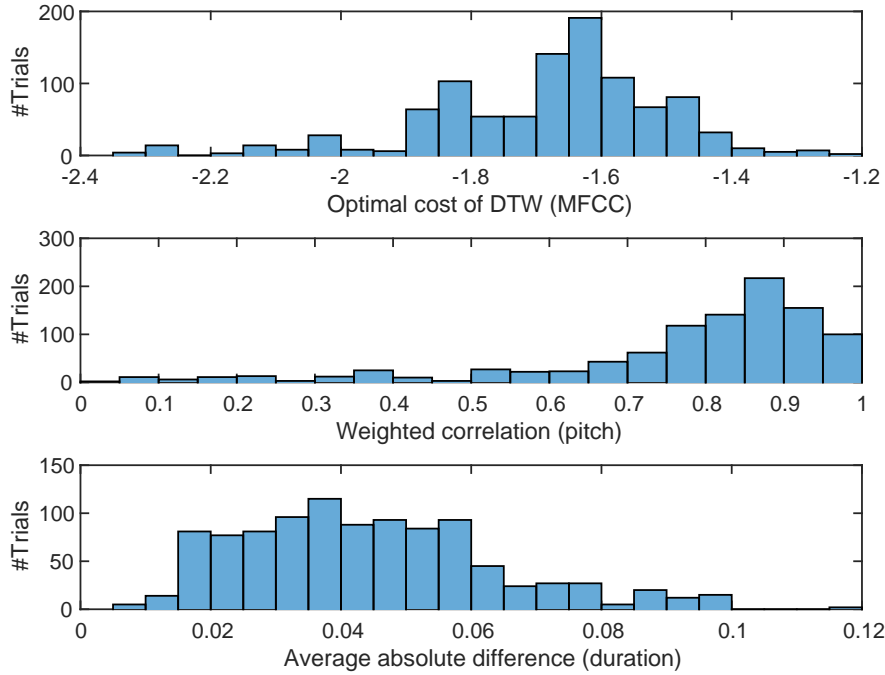 #Trials
200
100
0
-2.4 -2.2 -2 -1.8 -1.6 -1.4 -1.2
Optimal cost of DTW (MFCC)
#Trials
300
200
100
0
0 0.1 0.2 0.3 0.4 0.5 0.6 0.7 0.8 0.9 1
Weighted correlation (pitch)
#Trials
150
100
50
0
0 0.02 0.04 0.06 0.08 0.1 0.12
Average absolute difference (duration)